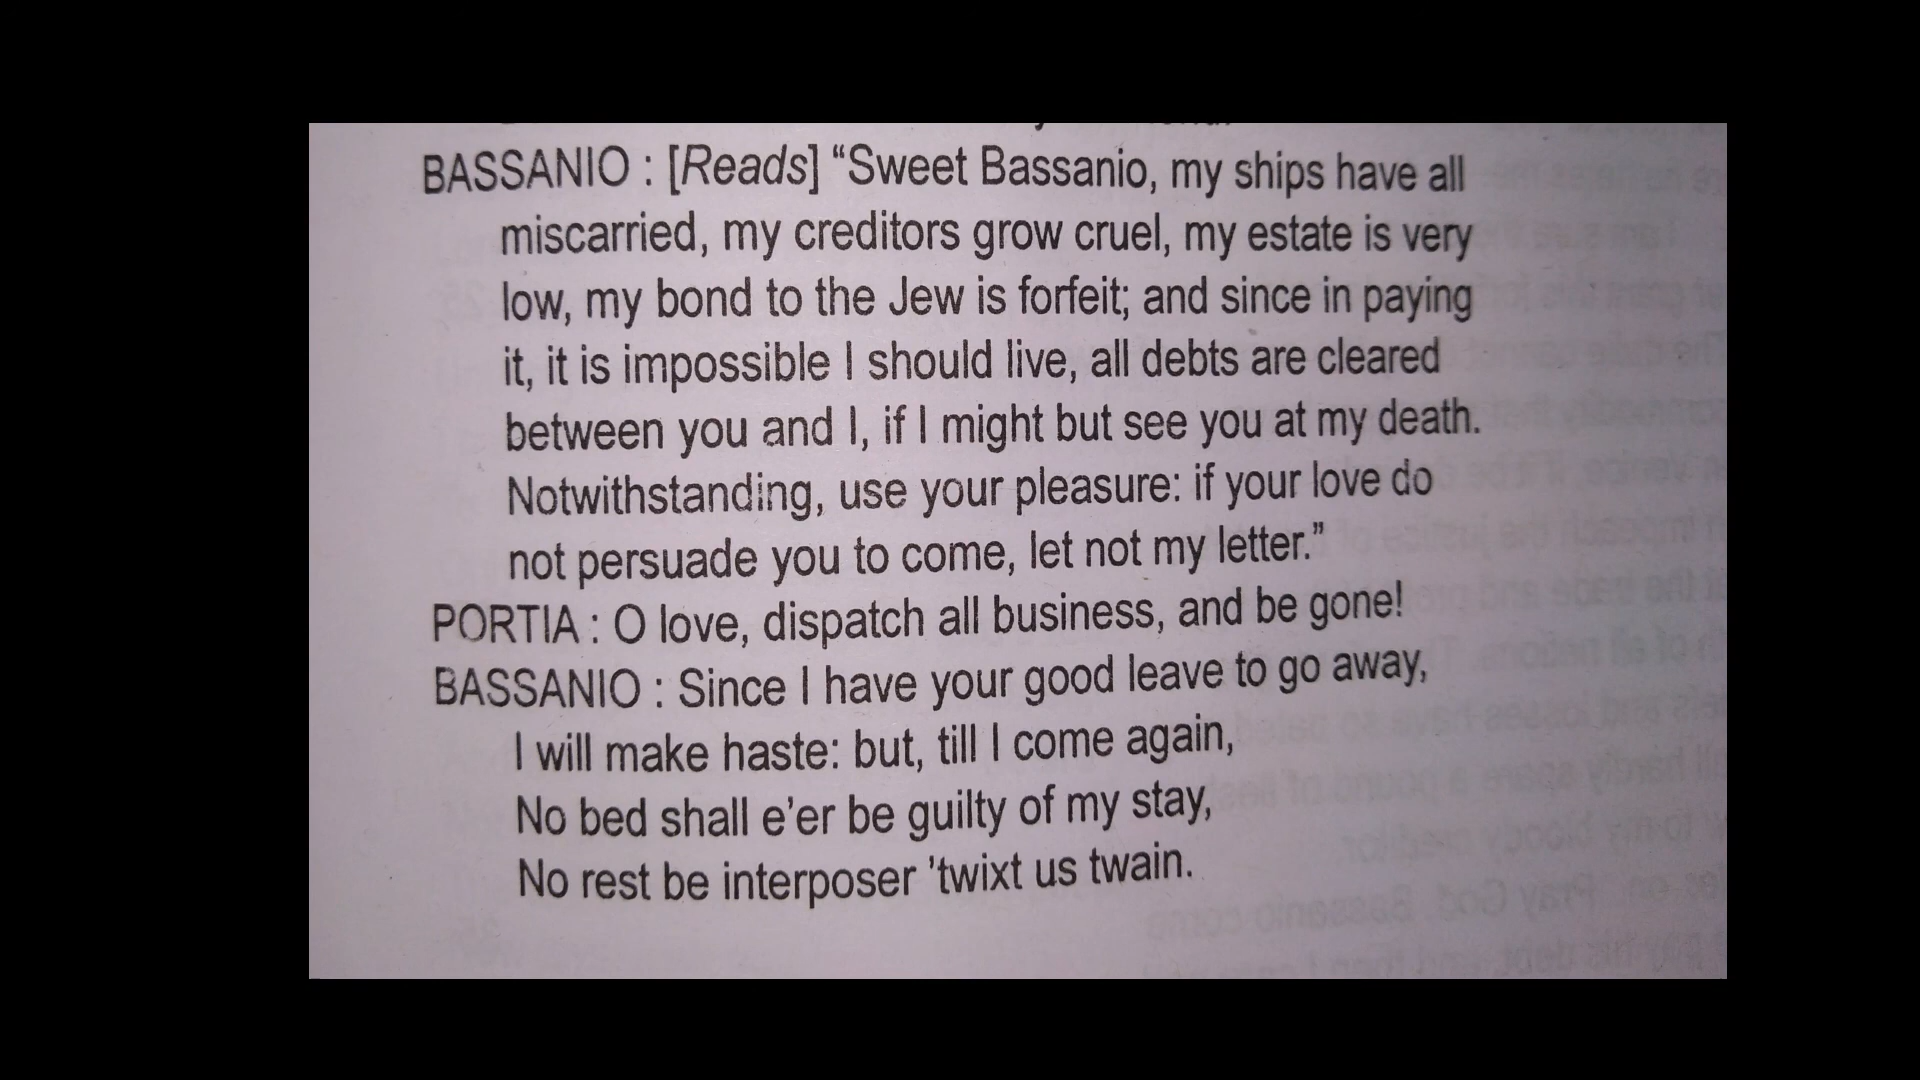 BASSANIO : [Reads] “Sweet Bassanio, my ships have all
miscarried, my creditors grow cruel, my estate is very
low, my bond to the Jew is forfeit; and since in paying
it, it is impossible I should live, all debts are cleared
between you and I, if I might but see you at my death.
Notwithstanding, use your pleasure: if your love do
not persuade you to come, let not my letter.”
PORTIA : O love, dispatch all business, and be gone!
BASSANIO : Since I have your good leave to go away,
I will make haste: but, till I come again,
No bed shall e’er be guilty of my stay,
No rest be interposer ’twixt us twain.